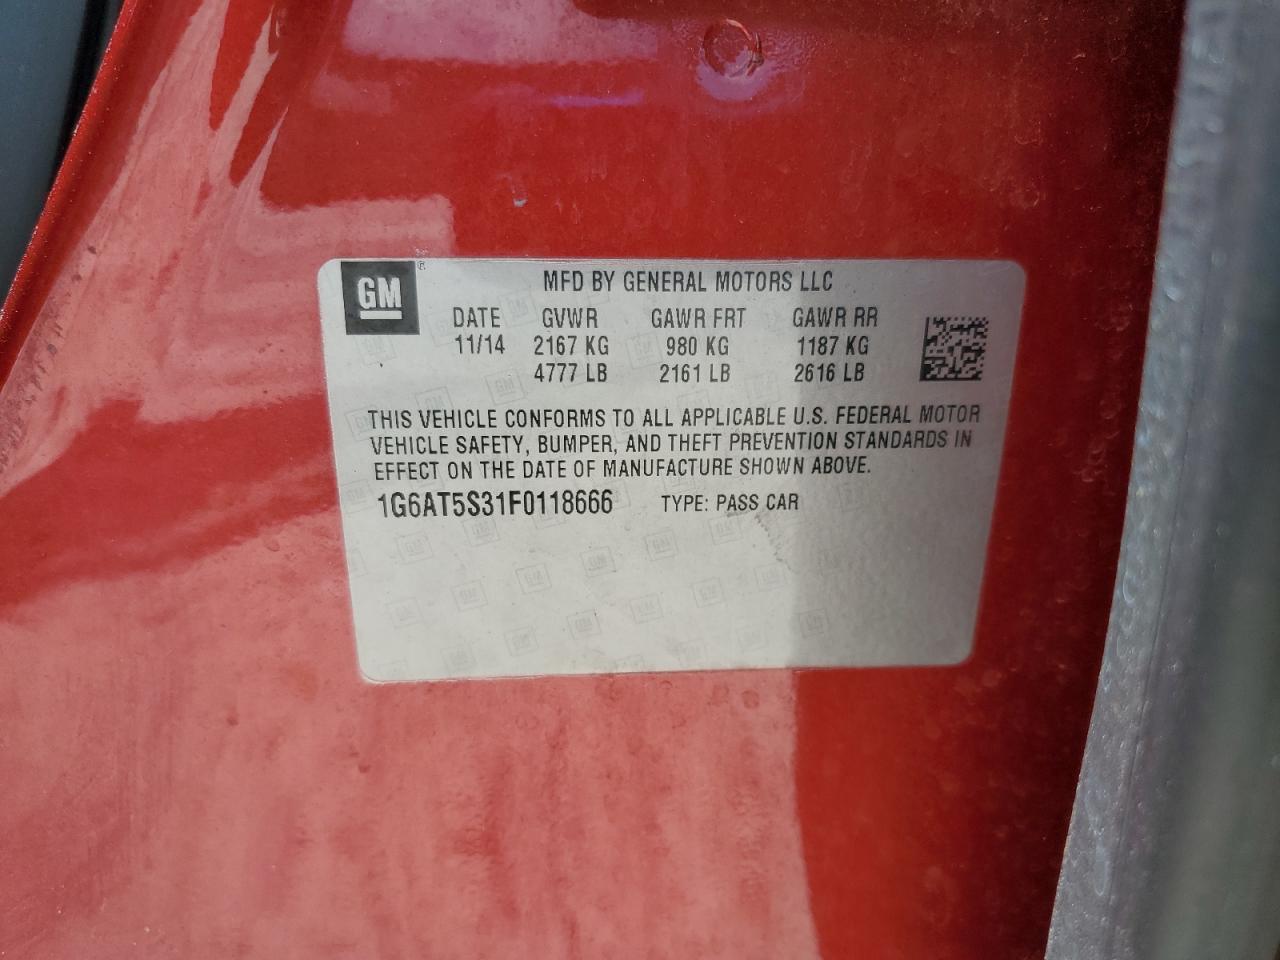 GM
MFD BY GENERAL MOTORS LLC
DATE GVWR GAWR FRT GAWR RR
11/14 2167 KG 980 KG 1187 KG
4777 LB 2161 LB 2616 LB
THIS VEHICLE CONFORMS TO ALL APPLICABLE U.S. FEDERAL MOTOR
VEHICLE SAFETY, BUMPER, AND THEFT PREVENTION STANDARDS IN
EFFECT ON THE DATE OF MANUFACTURE SHOWN ABOVE.
1G6AT5S31F0118666 TYPE: PASS CAR